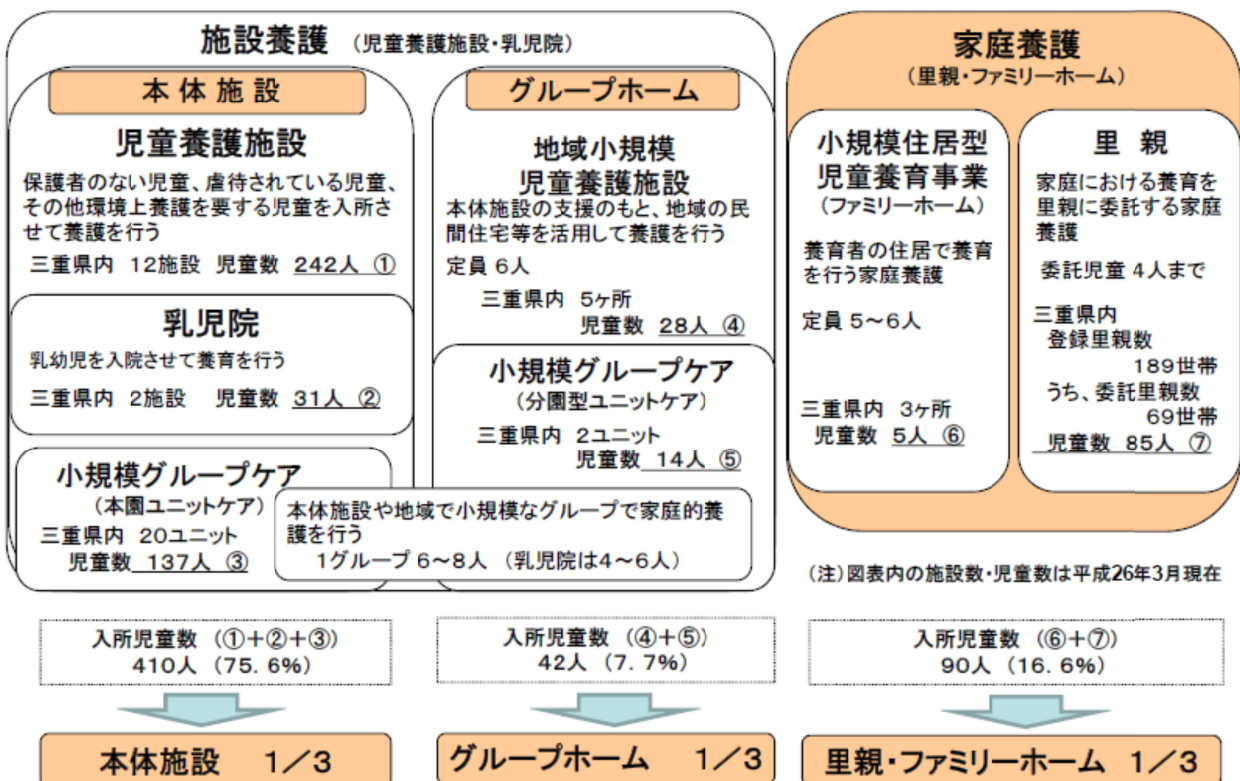 施設養護 (児童養護施設・乳児院)
本体施設
児童養護施設
保護者のない児童、虐待されている児童、
その他環境上養護を要する児童を入所さ
せて養護を行う
三重県内 12施設 児童数 242人 ①
乳児院
乳幼児を入院させて養育を行う
三重県内 2施設 児童数 31人 ②
小規模グループケア
(本園ユニットケア)
三重県内 20ユニット
児童数 137人 ③
グループホーム
地域小規模
児童養護施設
本体施設の支援のもと、地域の民
間住宅等を活用して養護を行う
定員 6人
三重県内 5ヶ所
児童数 28人 ④
小規模グループケア
(分園型ユニットケア)
三重県内 2ユニット
児童数 14人 ⑤
本体施設や地域で小規模なグループで家庭的養
護を行う
1グループ 6~8人 (乳児院は4~6人)
家庭養護
(里親・ファミリーホーム)
小規模住居型
児童養育事業
(ファミリーホーム)
養育者の住居で養育
を行う家庭養護
定員 5~6人
三重県内 3ヶ所
児童数 5人 ⑥
里親
家庭における養育を
里親に委託する家庭
養護
委託児童 4人まで
三重県内
登録里親数
189世帯
うち、委託里親数
69世帯
児童数 85人 ⑦
(注)図表内の施設数・児童数は平成26年3月現在
入所児童数 (①+②+③)
410人 (75.6%)
入所児童数 (④+⑤)
42人 (7.7%)
入所児童数 (⑥+⑦)
90人 (16.6%)
本体施設 1/3
グループホーム 1/3
里親・ファミリーホーム 1/3